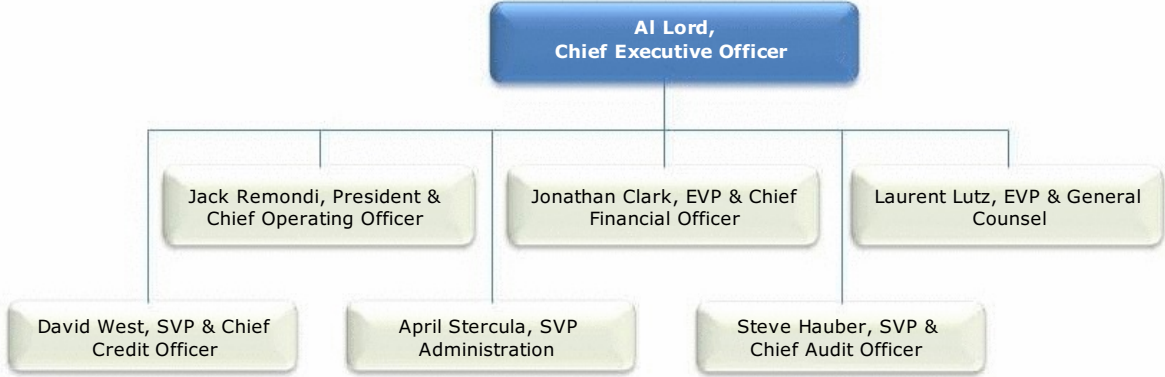 Al Lord,
Chief Executive Officer
Jack Remondi, President &
Chief Operating Officer
Jonathan Clark, EVP & Chief
Financial Officer
Laurent Lutz, EVP & General
Counsel
David West, SVP & Chief
Credit Officer
April Stercula, SVP
Administration
Steve Hauber, SVP &
Chief Audit Officer